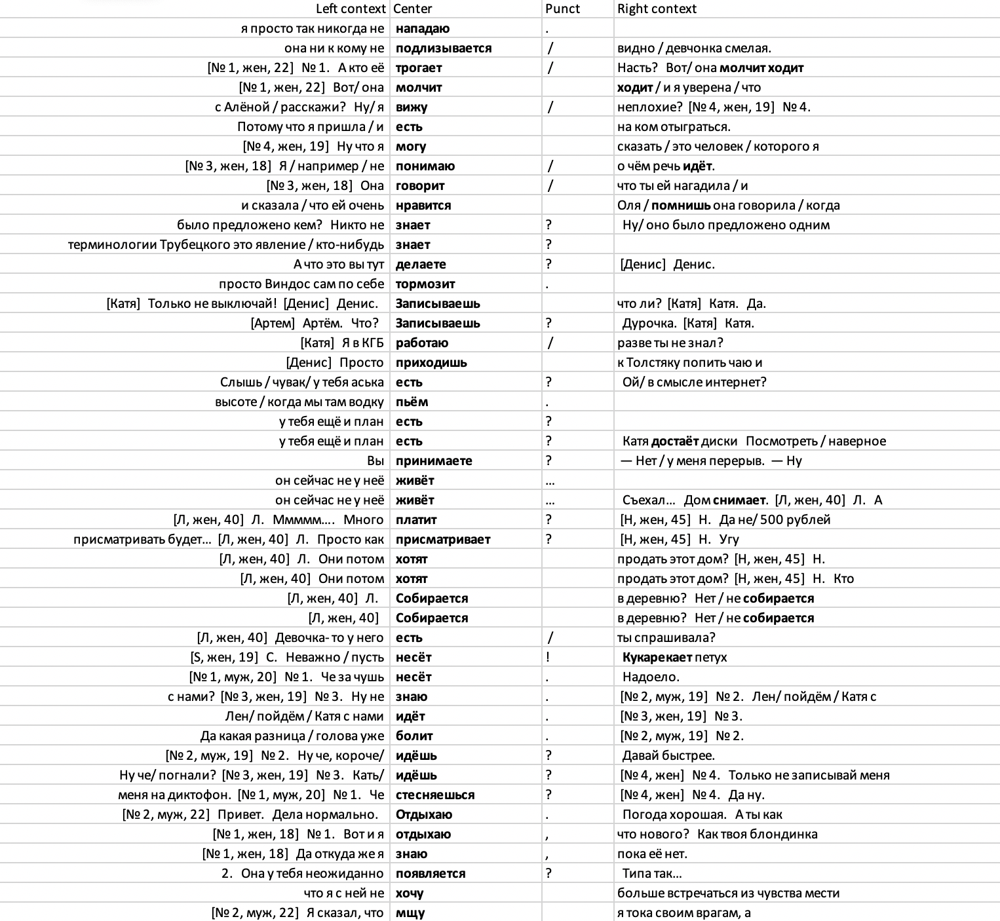 Left context Center Punct Right context
я просто так никогда не нападаю .
она ни к кому не подлизывается / видно / девчонка смелая.
[№ 1, жен, 22] № 1. А кто её трогает / Насть? Вот/ она молчит ходит
[№ 1, жен, 22] Вот/ она молчит ходит / и я уверена / что
с Алёной / расскажи? Ну/ я вижу / неплохие? [№ 4, жен, 19] № 4.
Потому что я пришла / и есть на ком отыграться.
[№ 4, жен, 19] Ну что я могу сказать / это человек / которого я
[№ 3, жен, 18] Я / например / не понимаю / о чём речь идёт.
[№ 3, жен, 18] Она говорит / что ты ей нагадила / и
и сказала / что ей очень нравится Оля / помнишь она говорила / когда
было предложено кем? Никто не знает ? Ну/ оно было предложено одним
терминологии Трубецкого это явление / кто-нибудь знает ?
А что это вы тут делаете ? [Денис] Денис.
просто Виндос сам по себе тормозит .
[Катя] Только не выключай! [Денис] Денис. Записываешь что ли? [Катя] Катя. Да.
[Артем] Артём. Что? Записываешь ? Дурочка. [Катя] Катя.
[Катя] Я в КГБ работаю / разве ты не знал?
[Денис] Просто приходишь к Толстяку попить чаю и
Слышь / чувак/ у тебя аська есть ? Ой/ в смысле интернет?
высоте / когда мы там водку пьём .
у тебя ещё и план есть ?
у тебя ещё и план есть ? Катя достаёт диски Посмотреть / наверное
Вы принимаете ? — Нет / у меня перерыв. — Ну
он сейчас не у неё живёт ...
он сейчас не у неё живёт ... Съехал... Дом снимает. [Л, жен, 40] Л. А
[Л, жен, 40] Л. Ммммм.... Много платит ? [Н, жен, 45] Н. Да не/ 500 рублей
присматривать будет... [Л, жен, 40] Л. Просто как присматривает ? [Н, жен, 45] Н. Угу
[Л, жен, 40] Л. Они потом хотят продать этот дом? [Н, жен, 45] Н.
[Л, жен, 40] Они потом хотят продать этот дом? [Н, жен, 45] Н. Кто
[Л, жен, 40] Л. Собирается в деревню? Нет / не собирается
[Л, жен, 40] Собирается в деревню? Нет / не собирается
[Л, жен, 40] Девочка- то у него есть / ты спрашивала?
[S, жен, 19] С. Неважно / пусть несёт ! Кукарекает петух
[№ 1, муж, 20] № 1. Че за чушь несёт . Надоело.
с нами? [№ 3, жен, 19] № 3. Ну не знаю . [№ 2, муж, 19] № 2. Лен/ пойдём / Катя с
Лен/ пойдём / Катя с нами идёт . [№ 3, жен, 19] № 3.
Да какая разница / голова уже болит . [№ 2, муж, 19] № 2.
[№ 2, муж, 19] № 2. Ну че, короче/ идёшь ? Давай быстрее.
Ну че/ погнали? [№ 3, жен, 19] № 3. Кать/ идёшь ? [№ 4, жен] № 4. Только не записывай меня
меня на диктофон. [№ 1, муж, 20] № 1. Че стесняешься ? [№ 4, жен] № 4. Да ну.
[№ 2, муж, 22] Привет. Дела нормально. Отдыхаю . Погода хорошая. А ты как
[№ 1, жен, 18] № 1. Вот и я отдыхаю , что нового? Как твоя блондинка
[№ 1, жен, 18] Да откуда же я знаю , пока её нет.
2. Она у тебя неожиданно появляется ? Типа так...
что я с ней не хочу больше встречаться из чувства мести
[№ 2, муж, 22] Я сказал, что мщу я тока своим врагам, а